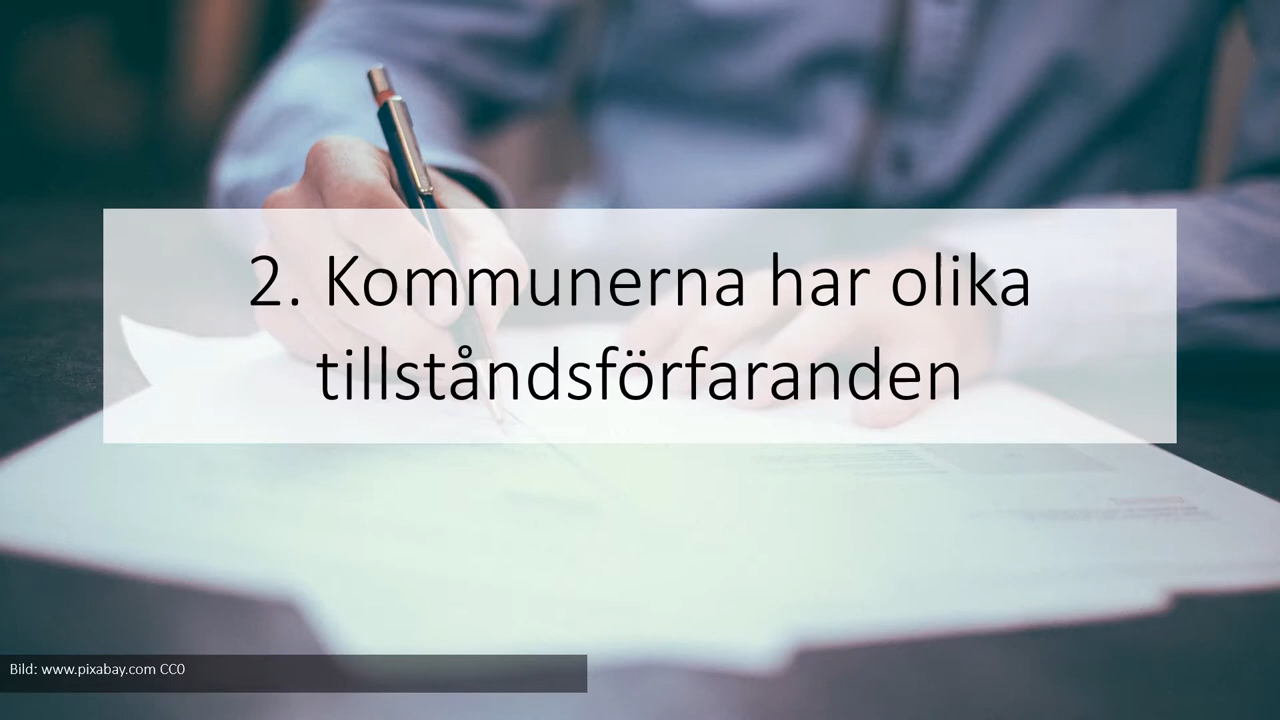 2. Kommunerna har olika
tillståndsförfaranden
Bild: www.pixabay.com CC0